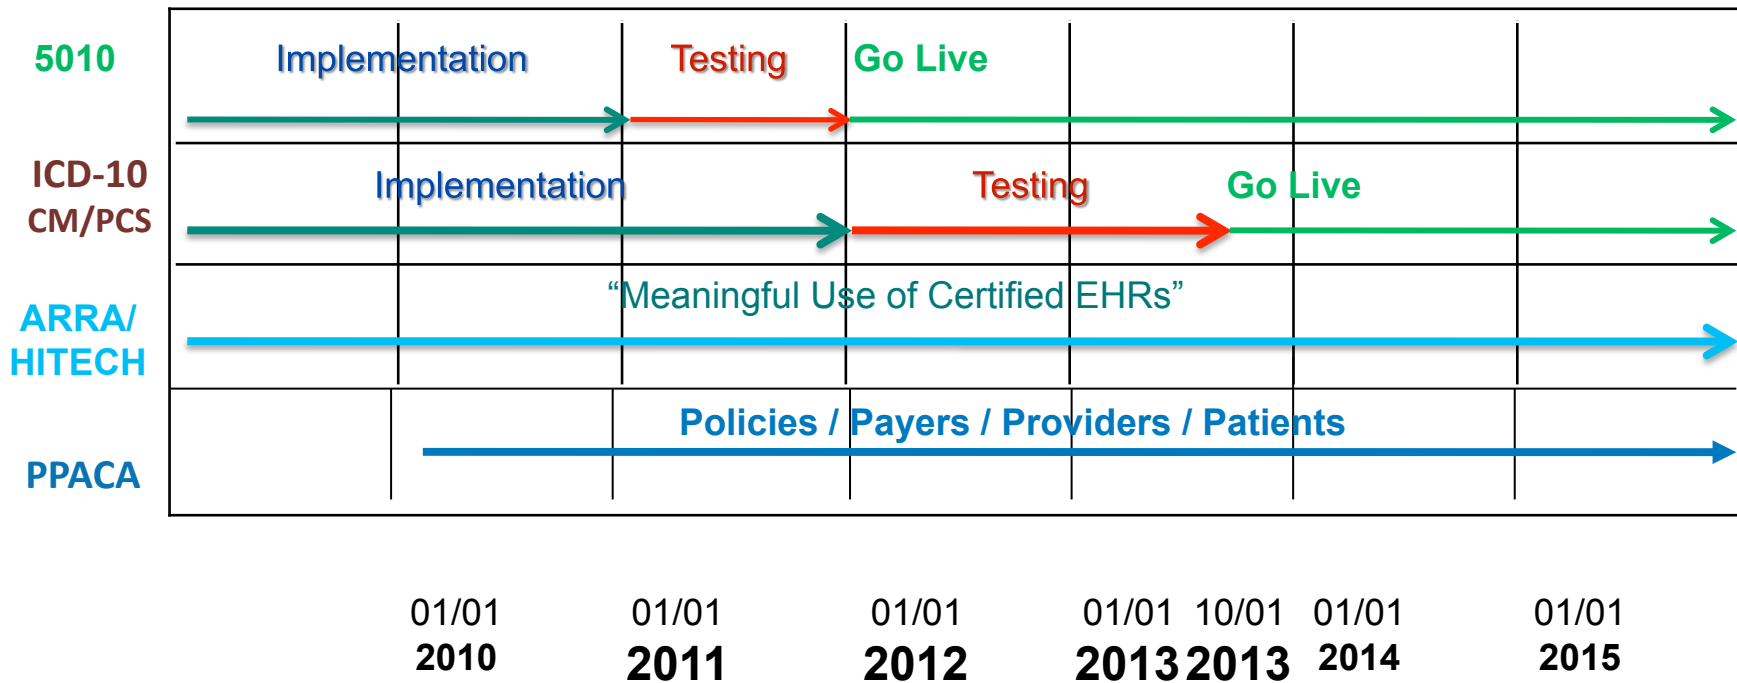 5010 Implementation Testing Go Live
ICD-10
CM/PCS
Implementation Testing Go Live
ARRA/
HITECH
“Meaningful Use of Certified EHRs”
PPACA
Policies / Payers / Providers / Patients
01/01 01/01 01/01 01/01 10/01 01/01 01/01
2010 2011 2012 2013 2013 2014 2015